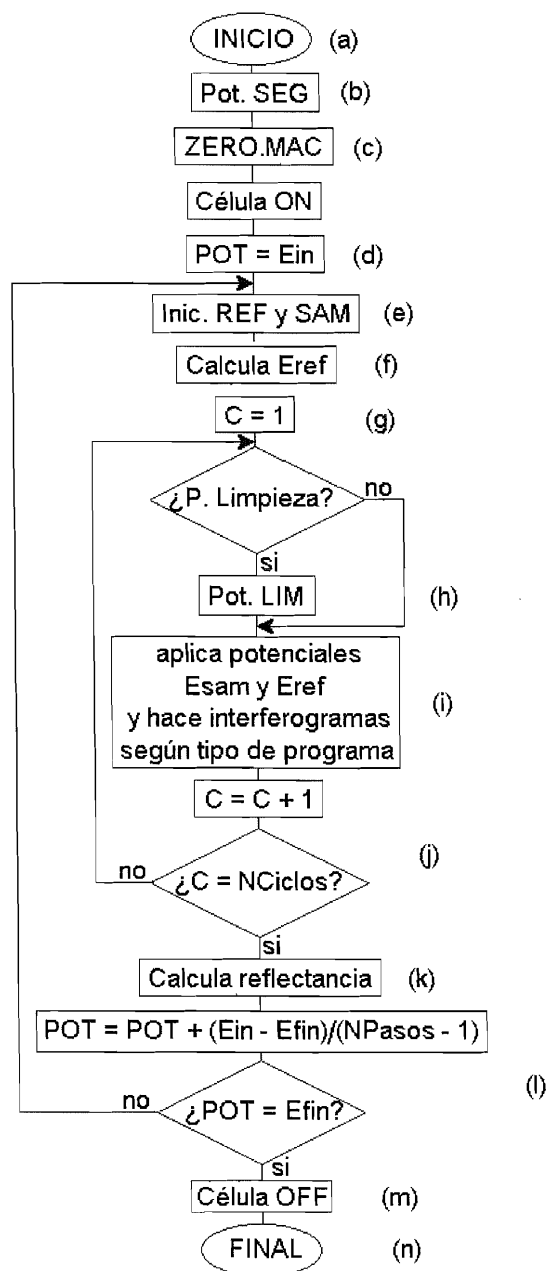 INICIO (a)
Pot. SEG (b)
ZERO.MAC (c)
Célula ON
POT = Ein (d)
Inic. REF y SAM (e)
Calcula Eref (f)
C = 1 (g)
¿P. Limpieza? no
si
Pot. LIM (h)
aplica potenciales
Esam y Eref
y hace interferogramas
según tipo de programa
(i)
C = C + 1
(j)
no ¿C = NCiclos?
si
Calcula reflectancia (k)
POT = POT + (Ein - Efin)/(NPasos - 1)
(l)
no ¿POT = Efin?
si
Célula OFF (m)
FINAL (n)